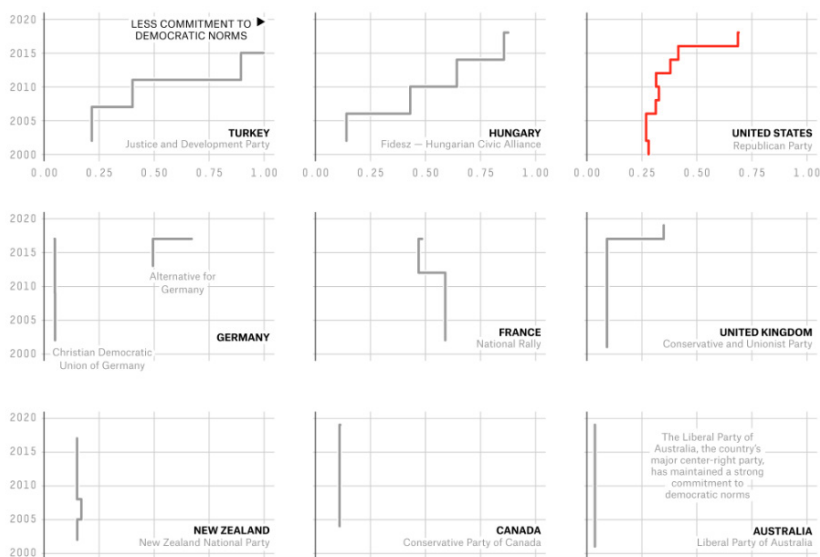 2020
LESS COMMITMENT TO ▶
DEMOCRATIC NORMS
2015
2010
2005
TURKEY
Justice and Development Party
2000
0.00 0.25 0.50 0.75 1.00
HUNGARY
Fidesz — Hungarian Civic Alliance
0.00 0.25 0.50 0.75 1.00
UNITED STATES
Republican Party
0.00 0.25 0.50 0.75 1.00
2020
2015
Alternative for
Germany
2010
2005
GERMANY
2000
Christian Democratic
Union of Germany
FRANCE
National Rally
UNITED KINGDOM
Conservative and Unionist Party
2020
2015
2010
2005
NEW ZEALAND
New Zealand National Party
2000
CANADA
Conservative Party of Canada
The Liberal Party of
Australia, the country's
major center-right party,
has maintained a strong
commitment to
democratic norms
AUSTRALIA
Liberal Party of Australia